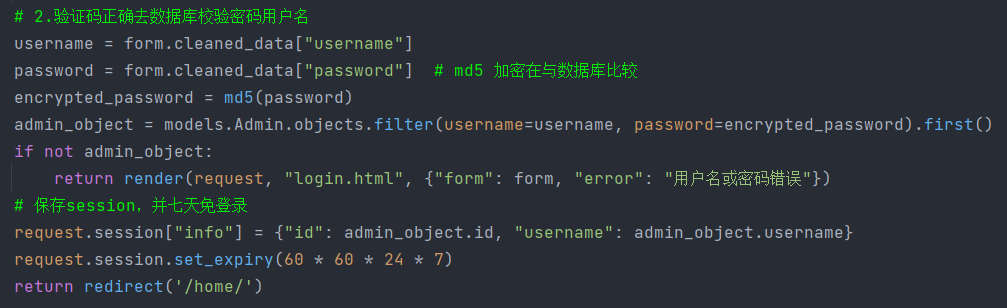 # 2.验证码正确去数据库校验密码用户名
username = form.cleaned_data["username"]
password = form.cleaned_data["password"]  # md5 加密在与数据库比较
encrypted_password = md5(password)
admin_object = models.Admin.objects.filter(username=username, password=encrypted_password).first()
if not admin_object:
    return render(request, "login.html", {"form": form, "error": "用户名或密码错误"})
# 保存session，并七天免登录
request.session["info"] = {"id": admin_object.id, "username": admin_object.username}
request.session.set_expiry(60 * 60 * 24 * 7)
return redirect('/home/')